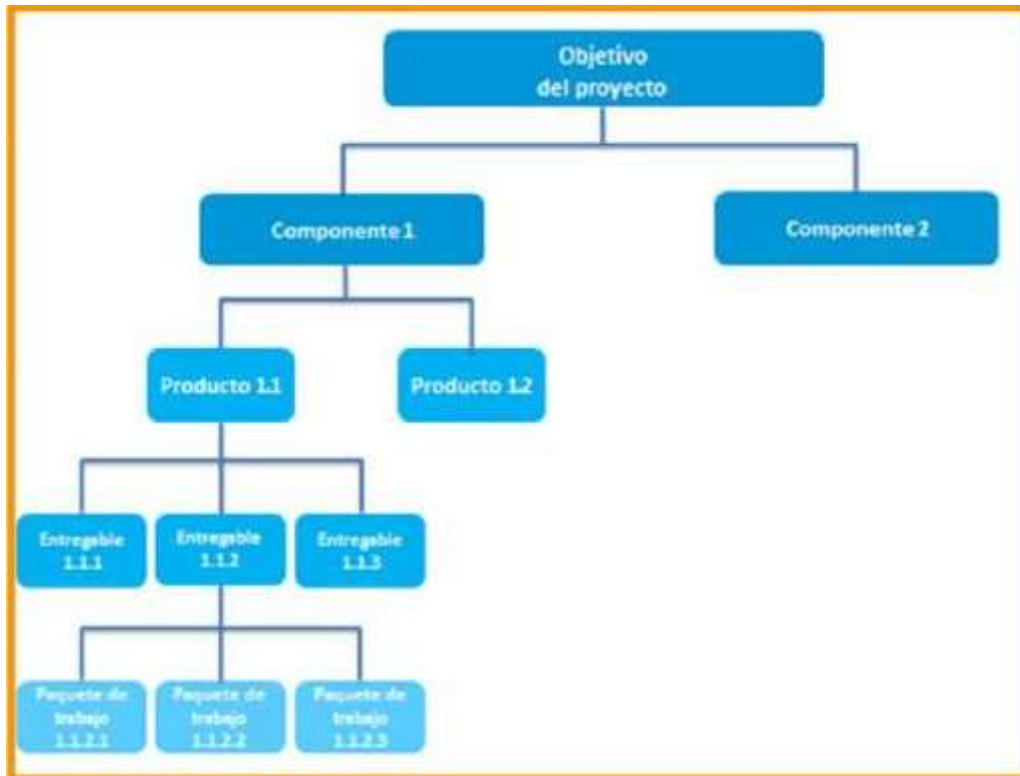 Objetivo
del proyecto
Componente 1
Componente 2
Producto 1.1
Producto 1.2
Entregable
1.1.1
Entregable
1.1.2
Entregable
1.1.3
Paquete de
trabajo
1.1.2.1
Paquete de
trabajo
1.1.2.2
Paquete de
trabajo
1.1.2.3